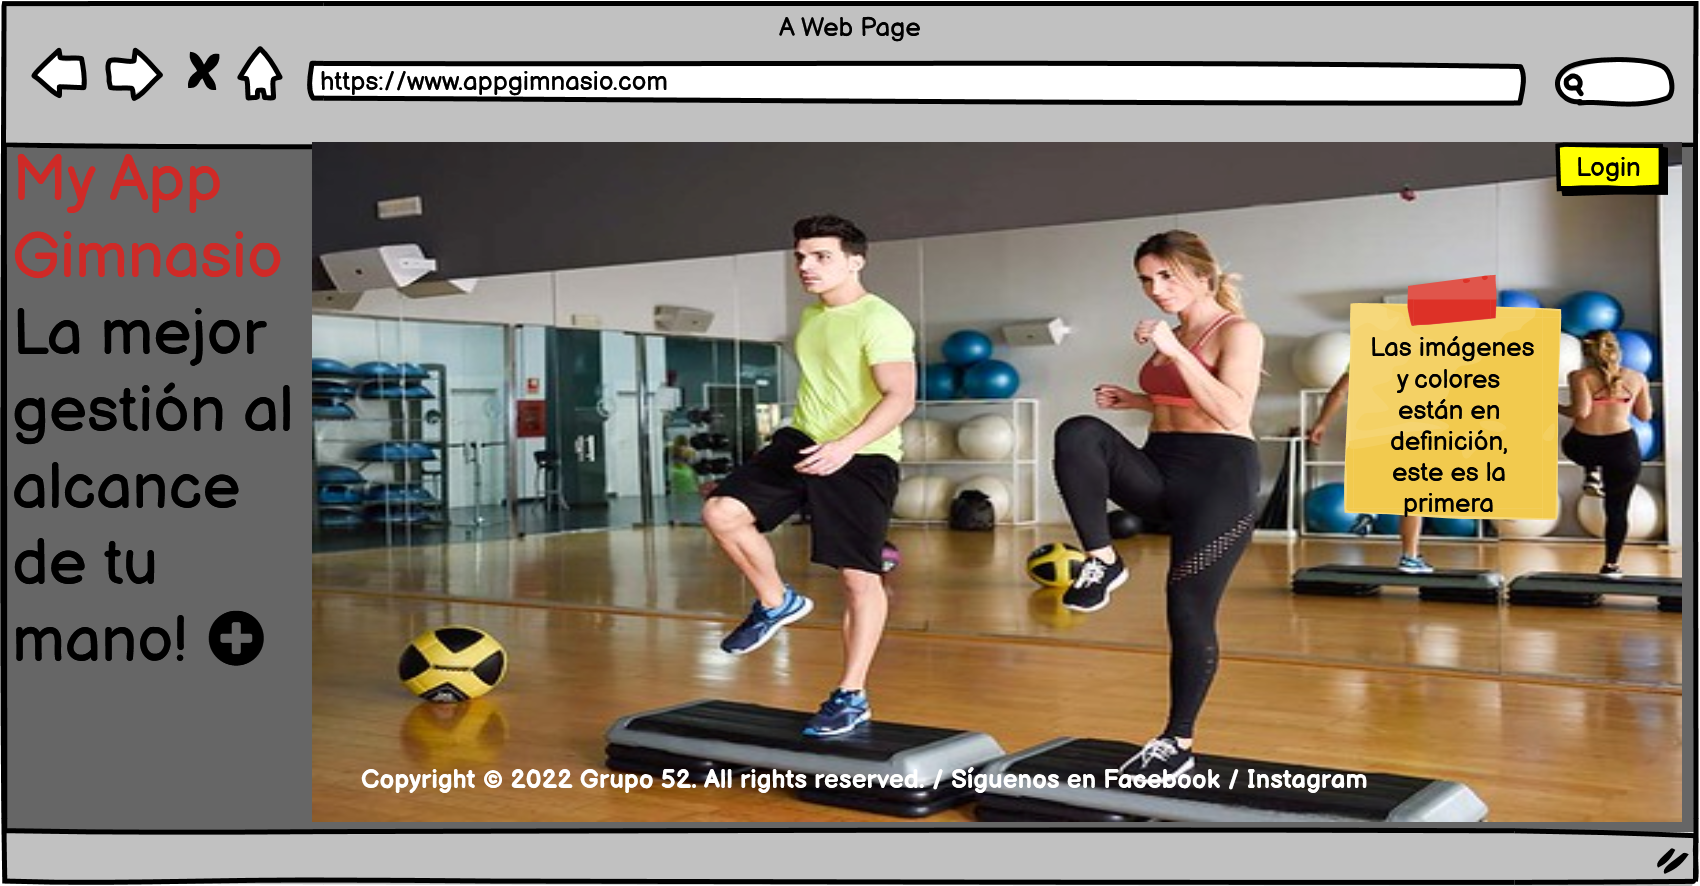 A Web Page
https://www.appgimnasio.com
Login
My App
Gimnasio
La mejor
gestión al
alcance
de tu
mano!
Las imágenes
y colores
están en
definición,
este es la
primera
Copyright © 2022 Grupo 52. All rights reserved. / Síguenos en Facebook / Instagram